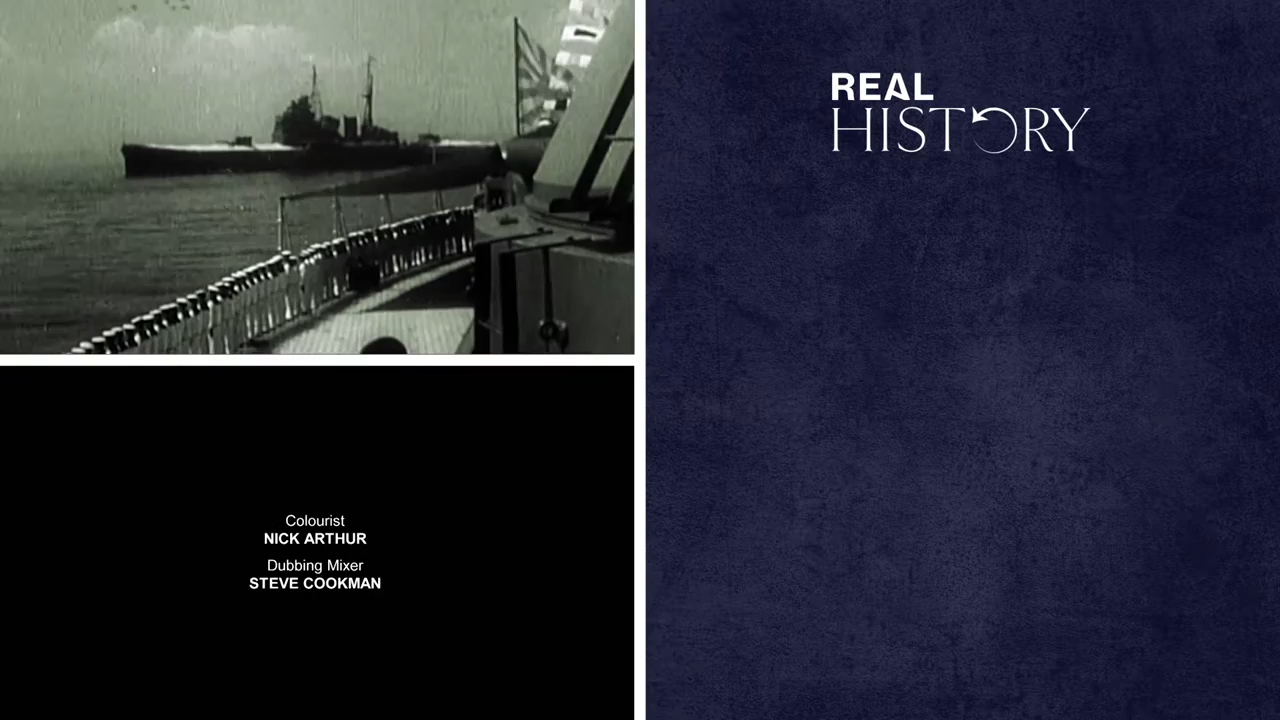 REAL
HISTORY
Colourist
NICK ARTHUR
Dubbing Mixer
STEVE COOKMAN